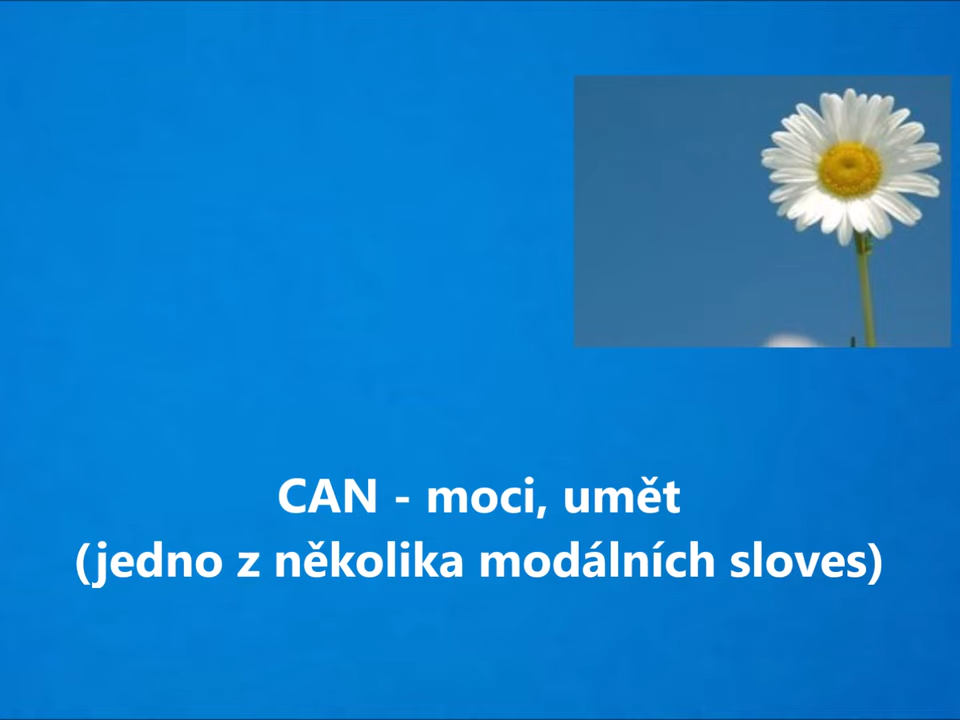 CAN - moci, umět
(jedno z několika modálních sloves)